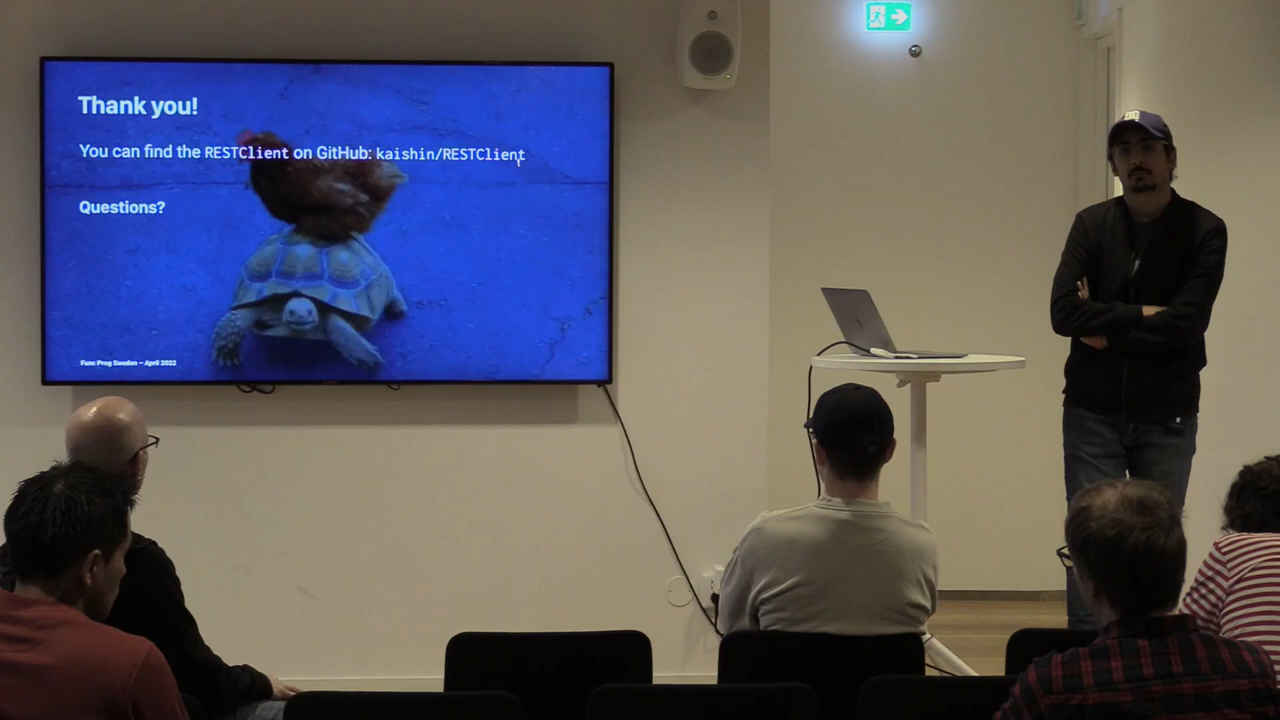 Thank you!
You can find the RESTClient on GitHub: kaishin/RESTClient
Questions?
Func Prog Sweden – April 2022